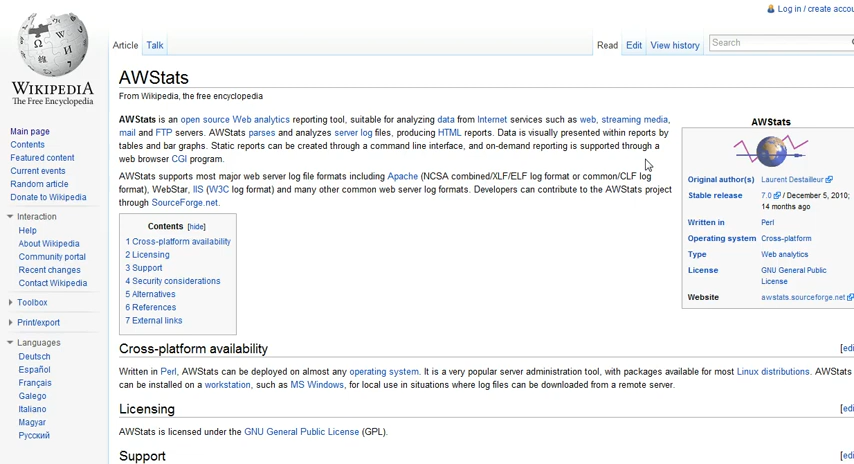 Log in / create
WIKIPEDIA
The Free Encyclopedia
Main page
Contents
Featured content
Current events
Random article
Donate to Wikipedia
Interaction
Help
About Wikipedia
Community portal
Recent changes
Contact Wikipedia
Toolbox
Print/export
Languages
Deutsch
Español
Français
Galego
Italiano
Magyar
Русский
Article Talk
Read Edit View history
Search
AWStats
From Wikipedia, the free encyclopedia
AWStats is an open source Web analytics reporting tool, suitable for analyzing data from Internet services such as web, streaming media,
mail and FTP servers. AWStats parses and analyzes server log files, producing HTML reports. Data is visually presented within reports by
tables and bar graphs. Static reports can be created through a command line interface, and on-demand reporting is supported through a
web browser CGI program.
AWStats supports most major web server log file formats including Apache (NCSA combined/XLF/ELF log format or common/CLF log
format), WebStar, IIS (W3C log format) and many other common web server log formats. Developers can contribute to the AWStats project
through SourceForge.net.
AWStats
Original author(s) Laurent Destailleur
Stable release 7.0 / December 5, 2010;
14 months ago
Written in Perl
Operating system Cross-platform
Type Web analytics
License GNU General Public
License
Website awstats.sourceforge.net
Contents [hide]
1 Cross-platform availability
2 Licensing
3 Support
4 Security considerations
5 Alternatives
6 References
7 External links
Cross-platform availability
Written in Perl, AWStats can be deployed on almost any operating system. It is a very popular server administration tool, with packages available for most Linux distributions. AWStats
can be installed on a workstation, such as MS Windows, for local use in situations where log files can be downloaded from a remote server.
Licensing
AWStats is licensed under the GNU General Public License (GPL).
Support